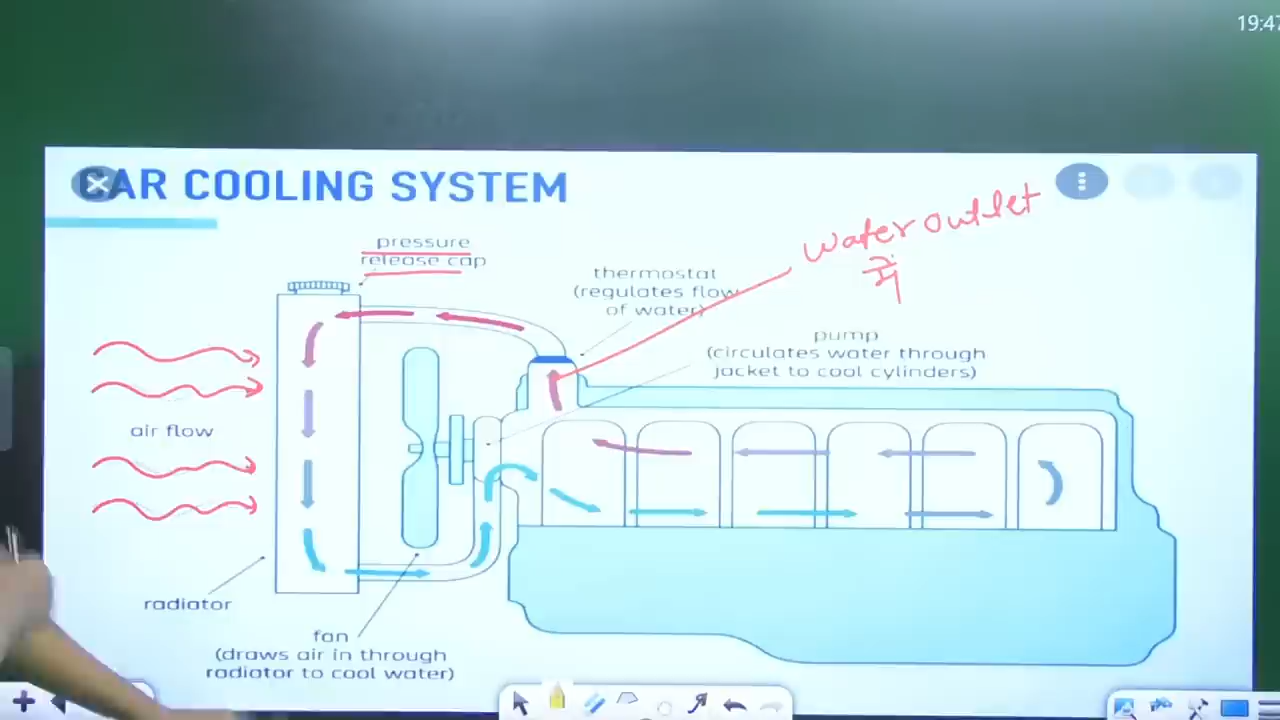 19:47
CAR COOLING SYSTEM
pressure
release cap
thermostat
(regulates flow
of water)
water outlet
में
pump
(circulates water through
jacket to cool cylinders)
air flow
radiator
fan
(draws air in through
radiator to cool water)